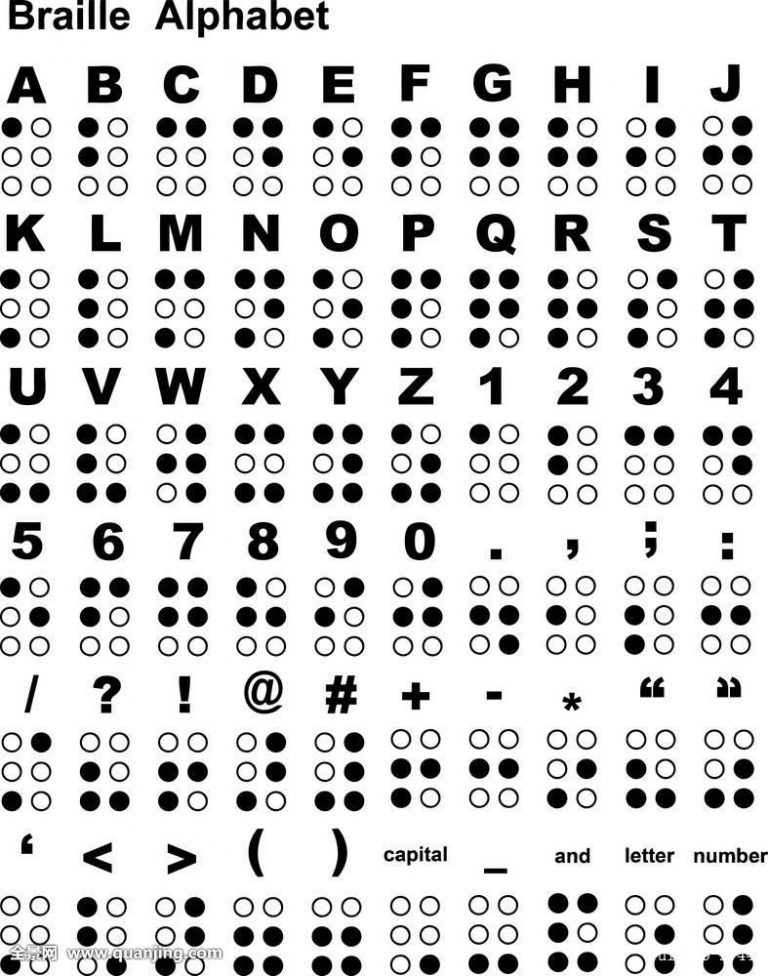 Braille Alphabet
A B C D E F G H I J
K L M N O P Q R S T
U V W X Y Z 1 2 3 4
5 6 7 8 9 0 . , ; :
/ ? ! @ # + - * “ ”
‘ < > ( ) capital _ and letter number
全景网 www.quanjing.com